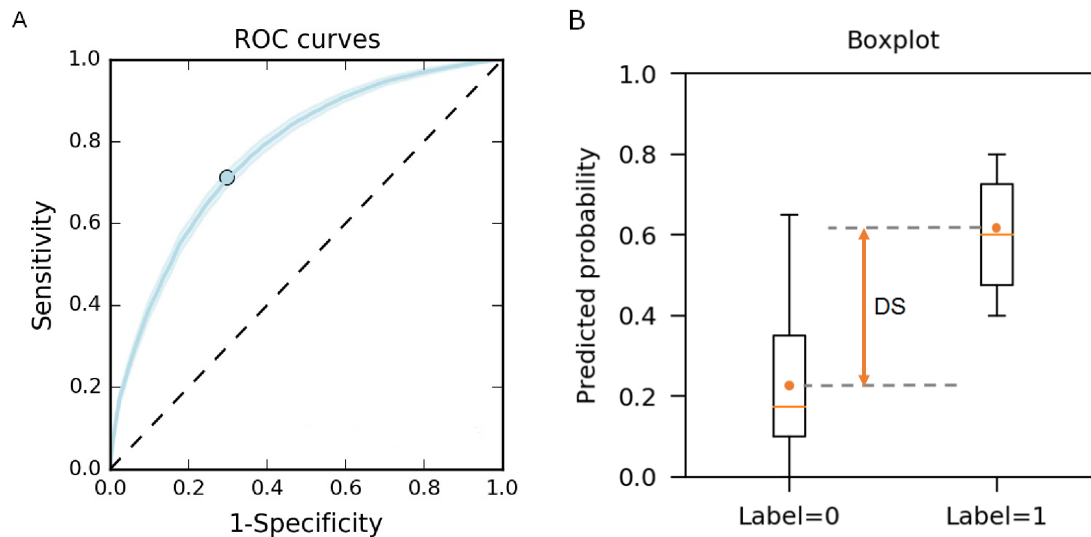 A
ROC curves
1.0
0.8
0.6
0.4
0.2
0.0
Sensitivity
0.0 0.2 0.4 0.6 0.8 1.0
1-Specificity
B
Boxplot
1.0
0.8
0.6
0.4
0.2
0.0
Predicted probability
DS
Label=0 Label=1